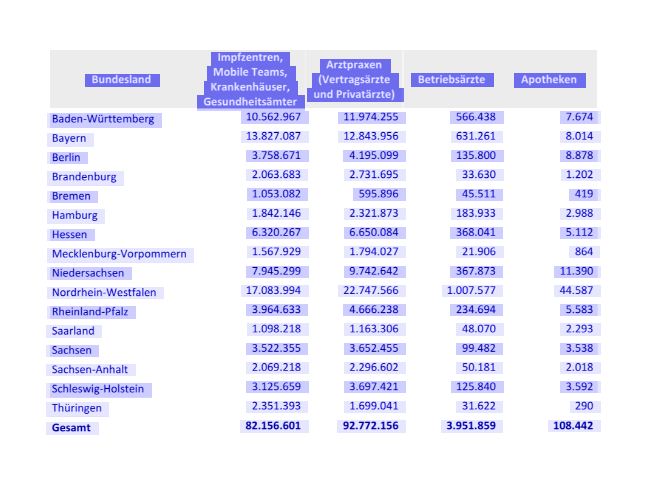 Bundesland Impfzentren, Mobile Teams, Krankenhäuser, Gesundheitsämter Arztpraxen (Vertragsärzte und Privatärzte) Betriebsärzte Apotheken
Baden-Württemberg 10.562.967 11.974.255 566.438 7.674
Bayern 13.827.087 12.843.956 631.261 8.014
Berlin 3.758.671 4.195.099 135.800 8.878
Brandenburg 2.063.683 2.731.695 33.630 1.202
Bremen 1.053.082 595.896 45.511 419
Hamburg 1.842.146 2.321.873 183.933 2.988
Hessen 6.320.267 6.650.084 368.041 5.112
Mecklenburg-Vorpommern 1.567.929 1.794.027 21.906 864
Niedersachsen 7.945.299 9.742.642 367.873 11.390
Nordrhein-Westfalen 17.083.994 22.747.566 1.007.577 44.587
Rheinland-Pfalz 3.964.633 4.666.238 234.694 5.583
Saarland 1.098.218 1.163.306 48.070 2.293
Sachsen 3.522.355 3.652.455 99.482 3.538
Sachsen-Anhalt 2.069.218 2.296.602 50.181 2.018
Schleswig-Holstein 3.125.659 3.697.421 125.840 3.592
Thüringen 2.351.393 1.699.041 31.622 290
Gesamt 82.156.601 92.772.156 3.951.859 108.442